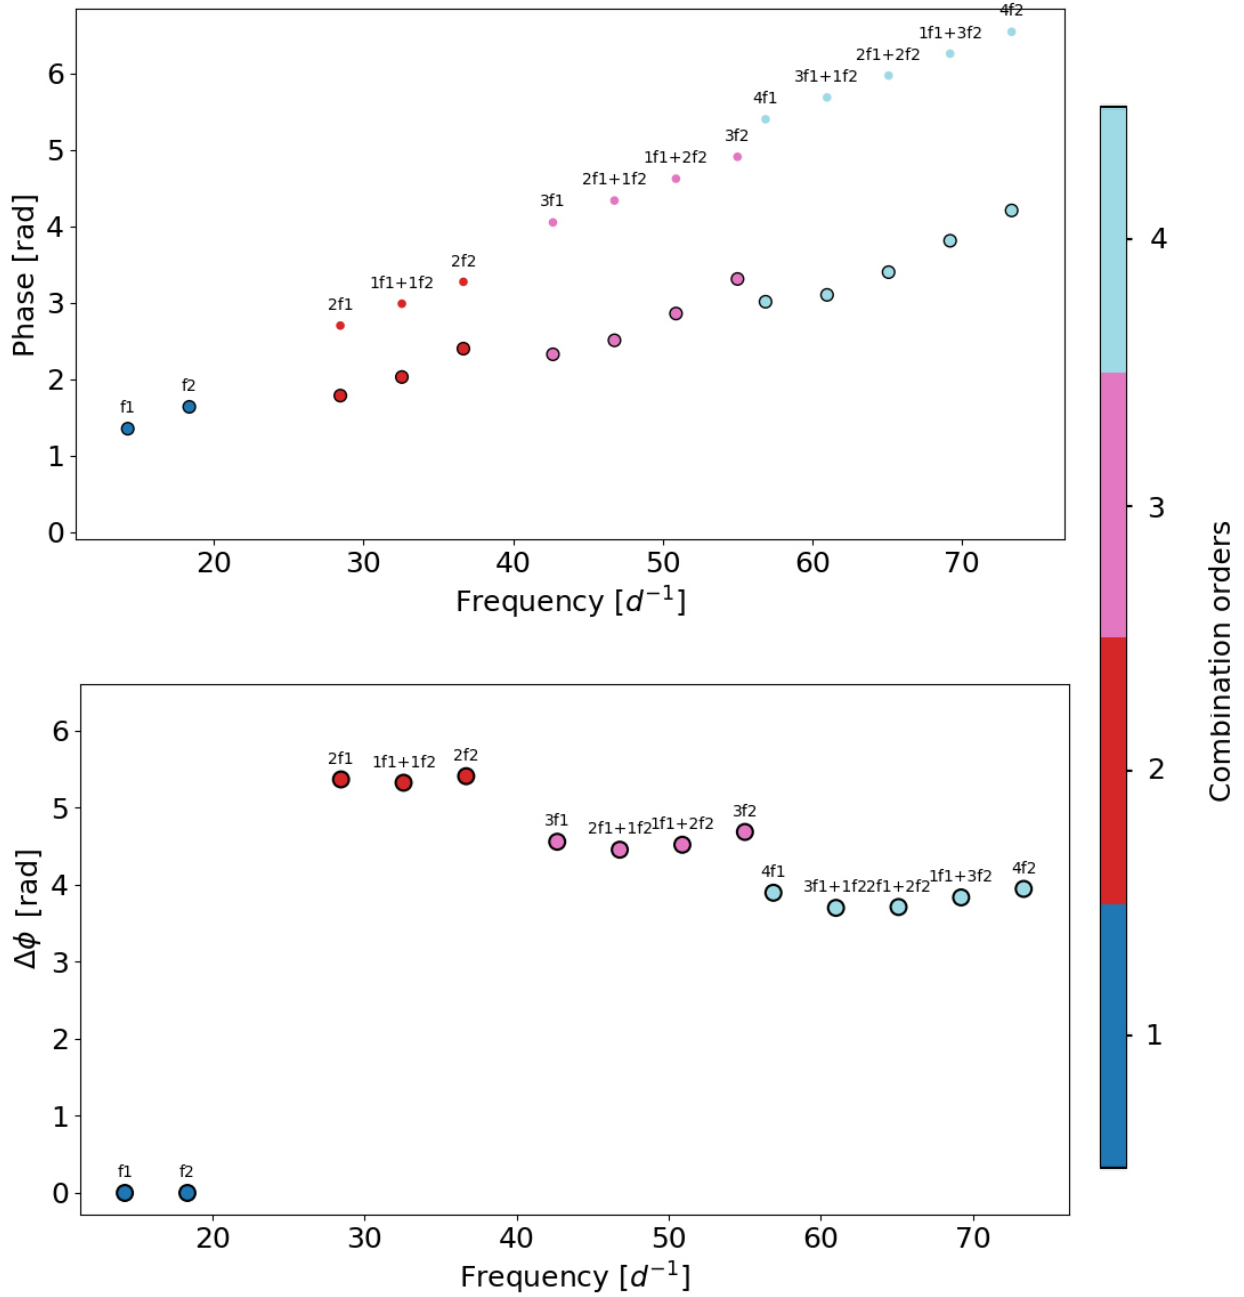 4f2
1f1+3f2
2f1+2f2
3f1+1f2
4f1
3f2
1f1+2f2
2f1+1f2
3f1
2f2
1f1+1f2
2f1
f2
f1
6
5
4
3
2
1
0
Phase [rad]
20 30 40 50 60 70
Frequency [d⁻¹]
6
5
4
3
2
1
0
Δϕ [rad]
2f1 1f1+1f2 2f2
3f1 2f1+1f2 1f1+2f2 3f2
4f1 3f1+1f2 2f1+2f2 1f1+3f2 4f2
f1 f2
20 30 40 50 60 70
Frequency [d⁻¹]
4
3
2
1
Combination orders